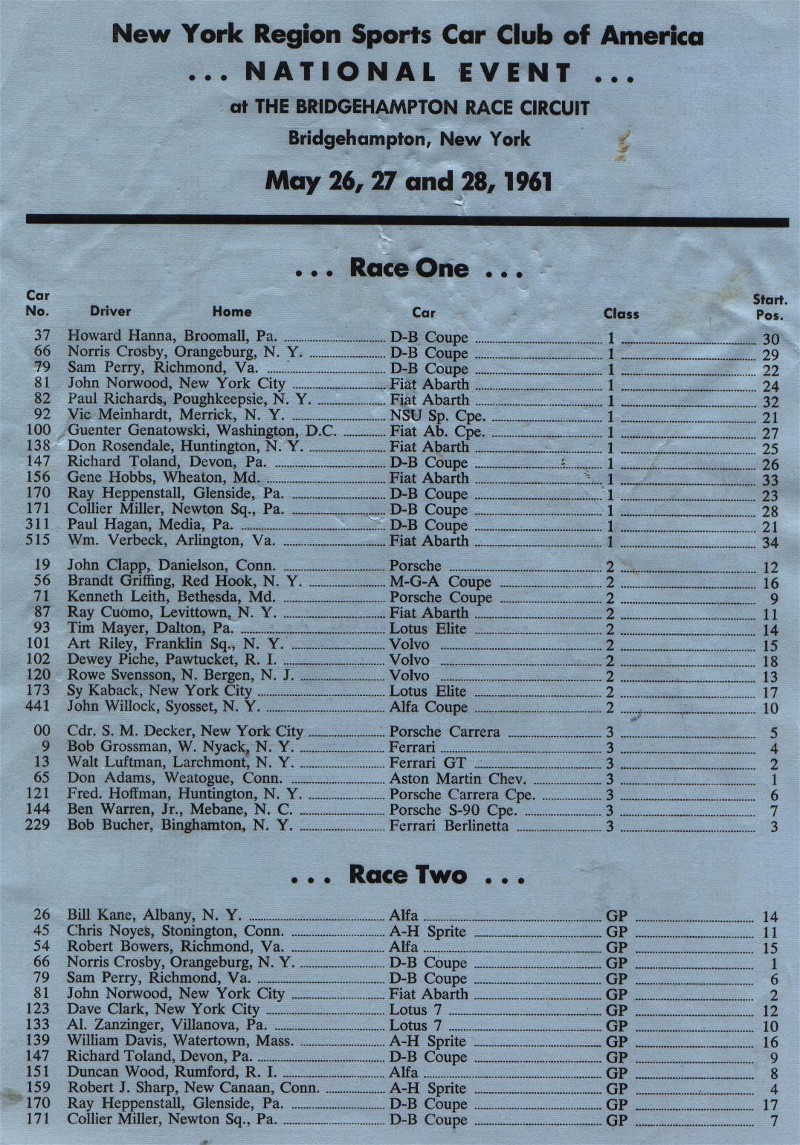 New York Region Sports Car Club of America
... NATIONAL EVENT ...
at THE BRIDGEHAMPTON RACE CIRCUIT
Bridgehampton, New York
May 26, 27 and 28, 1961
... Race One ...
Car No. Driver Home Car Class Start. Pos.
37 Howard Hanna, Broomall, Pa. D-B Coupe 1 30
66 Norris Crosby, Orangeburg, N. Y. D-B Coupe 1 29
79 Sam Perry, Richmond, Va. D-B Coupe 1 22
81 John Norwood, New York City Fiat Abarth 1 24
82 Paul Richards, Poughkeepsie, N. Y. Fiat Abarth 1 32
92 Vic Meinhardt, Merrick, N. Y. NSU Sp. Cpe. 1 21
100 Guenter Genatowski, Washington, D.C. Fiat Ab. Cpe. 1 27
138 Don Rosendale, Huntington, N. Y. Fiat Abarth 1 25
147 Richard Toland, Devon, Pa. D-B Coupe 1 26
156 Gene Hobbs, Wheaton, Md. Fiat Abarth 1 33
170 Ray Heppenstall, Glenside, Pa. D-B Coupe 1 23
171 Collier Miller, Newton Sq., Pa. D-B Coupe 1 28
311 Paul Hagan, Media, Pa. D-B Coupe 1 21
515 Wm. Verbeck, Arlington, Va. Fiat Abarth 1 34
19 John Clapp, Danielson, Conn. Porsche 2 12
56 Brandt Griffing, Red Hook, N. Y. M-G-A Coupe 2 16
71 Kenneth Leith, Bethesda, Md. Porsche Coupe 2 9
87 Ray Cuomo, Levittown, N. Y. Fiat Abarth 2 11
93 Tim Mayer, Dalton, Pa. Lotus Elite 2 14
101 Art Riley, Franklin Sq., N. Y. Volvo 2 15
102 Dewey Piche, Pawtucket, R. I. Volvo 2 18
120 Rowe Svensson, N. Bergen, N. J. Volvo 2 13
173 Sy Kaback, New York City Lotus Elite 2 17
441 John Willock, Syosset, N. Y. Alfa Coupe 2 10
00 Cdr. S. M. Decker, New York City Porsche Carrera 3 5
9 Bob Grossman, W. Nyack, N. Y. Ferrari 3 4
13 Walt Luftman, Larchmont, N. Y. Ferrari GT 3 2
65 Don Adams, Weatogue, Conn. Aston Martin Chev. 3 1
121 Fred. Hoffman, Huntington, N. Y. Porsche Carrera Cpe. 3 6
144 Ben Warren, Jr., Mebane, N. C. Porsche S-90 Cpe. 3 7
229 Bob Bucher, Binghamton, N. Y. Ferrari Berlinetta 3 3
... Race Two ...
26 Bill Kane, Albany, N. Y. Alfa GP 14
45 Chris Noyes, Stonington, Conn. A-H Sprite GP 11
54 Robert Bowers, Richmond, Va. Alfa GP 15
66 Norris Crosby, Orangeburg, N. Y. D-B Coupe GP 1
79 Sam Perry, Richmond, Va. D-B Coupe GP 6
81 John Norwood, New York City Fiat Abarth GP 2
123 Dave Clark, New York City Lotus 7 GP 12
133 Al. Zanzinger, Villanova, Pa. Lotus 7 GP 10
139 William Davis, Watertown, Mass. A-H Sprite GP 16
147 Richard Toland, Devon, Pa. D-B Coupe GP 9
151 Duncan Wood, Rumford, R. I. Alfa GP 8
159 Robert J. Sharp, New Canaan, Conn. A-H Sprite GP 4
170 Ray Heppenstall, Glenside, Pa. D-B Coupe GP 17
171 Collier Miller, Newton Sq., Pa. D-B Coupe GP 7